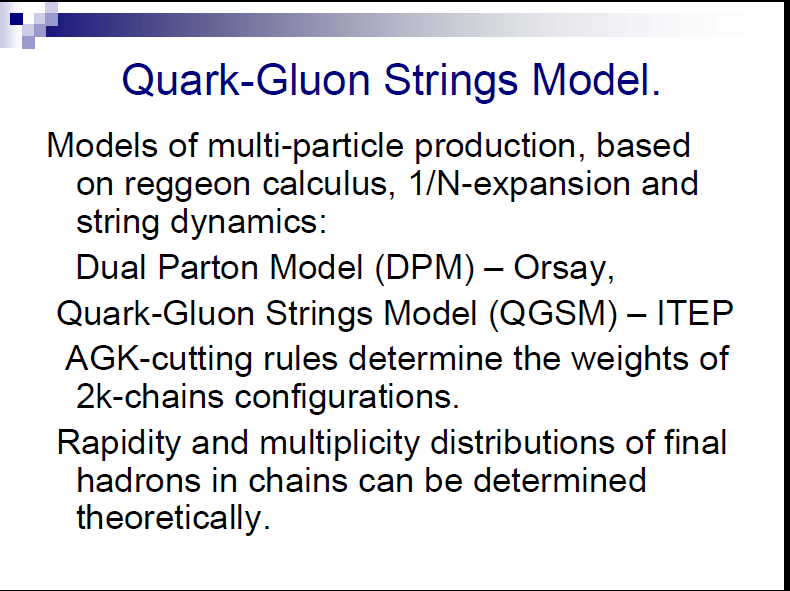 Quark-Gluon Strings Model.
Models of multi-particle production, based
on reggeon calculus, 1/N-expansion and
string dynamics:
Dual Parton Model (DPM) – Orsay,
Quark-Gluon Strings Model (QGSM) – ITEP
AGK-cutting rules determine the weights of
2k-chains configurations.
Rapidity and multiplicity distributions of final
hadrons in chains can be determined
theoretically.